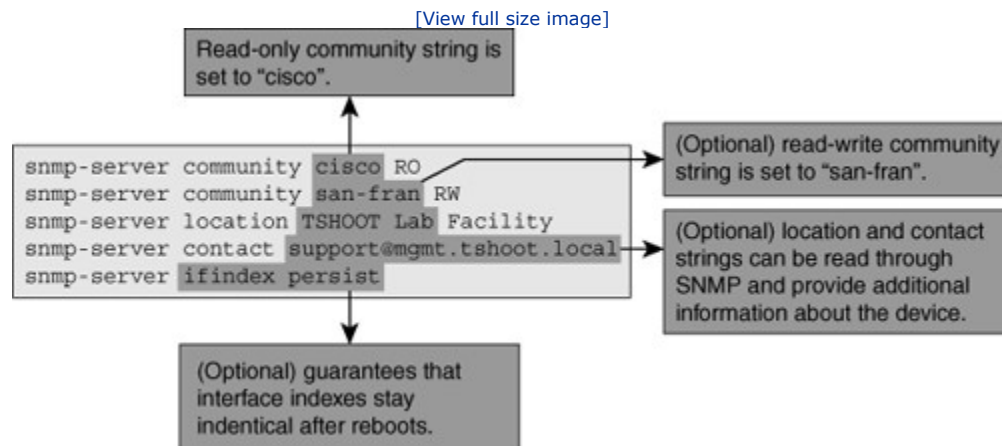 [View full size image]
Read-only community string is
set to “cisco”.
snmp-server community cisco RO
snmp-server community san-fran RW
snmp-server location TSHOOT Lab Facility
snmp-server contact support@mgmt.tshoot.local
snmp-server ifindex persist
(Optional) read-write community
string is set to “san-fran”.
(Optional) location and contact
strings can be read through
SNMP and provide additional
information about the device.
(Optional) guarantees that
interface indexes stay
indentical after reboots.